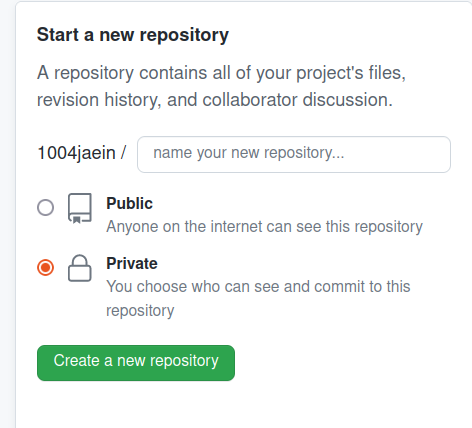 Start a new repository
A repository contains all of your project's files,
revision history, and collaborator discussion.
1004jaein / name your new repository...
Public
Anyone on the internet can see this repository
Private
You choose who can see and commit to this
repository
Create a new repository